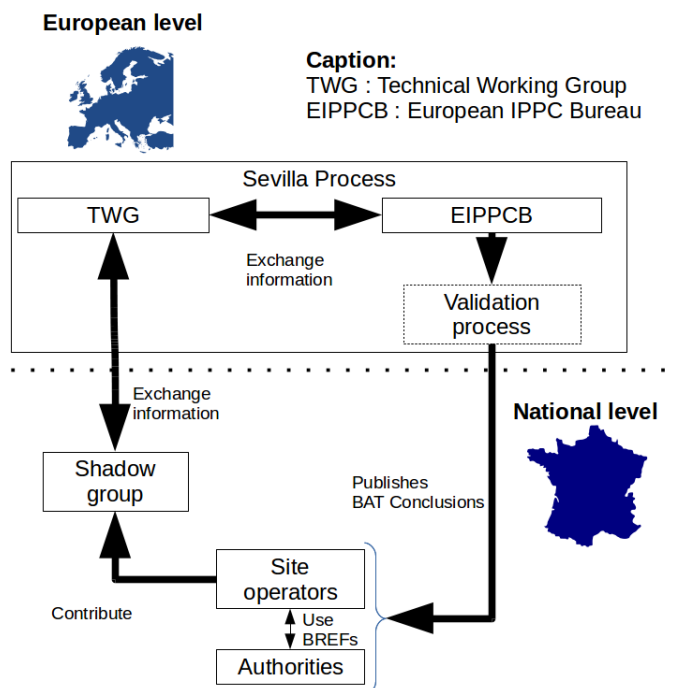 European level
Caption:
TWG : Technical Working Group
EIPPCB : European IPPC Bureau
Sevilla Process
TWG
EIPPCB
Exchange
information
Validation
process
Exchange
information
National level
Shadow
group
Publishes
BAT Conclusions
Site
operators
Contribute
Use
BREFs
Authorities